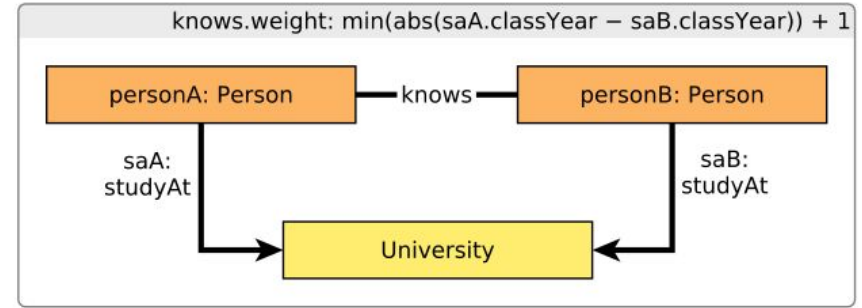 knows.weight: min(abs(saA.classYear − saB.classYear)) + 1
personA: Person
knows
personB: Person
saA:
studyAt
saB:
studyAt
University